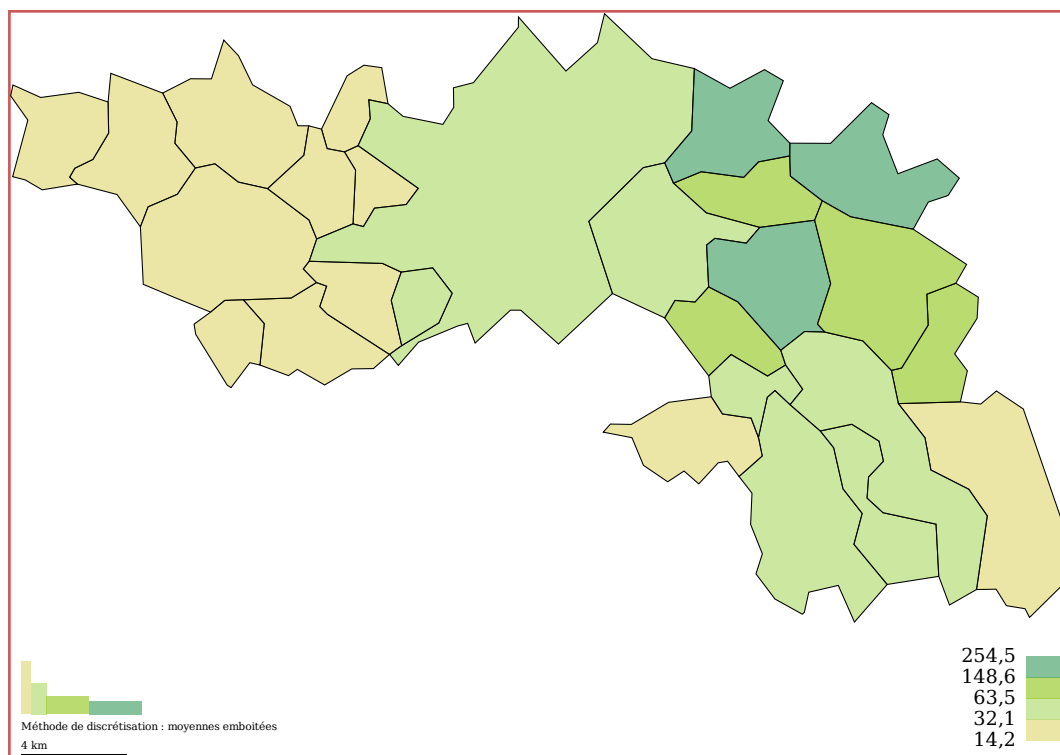 254,5
148,6
63,5
32,1
14,2
Méthode de discrétisation : moyennes emboitées
4 km